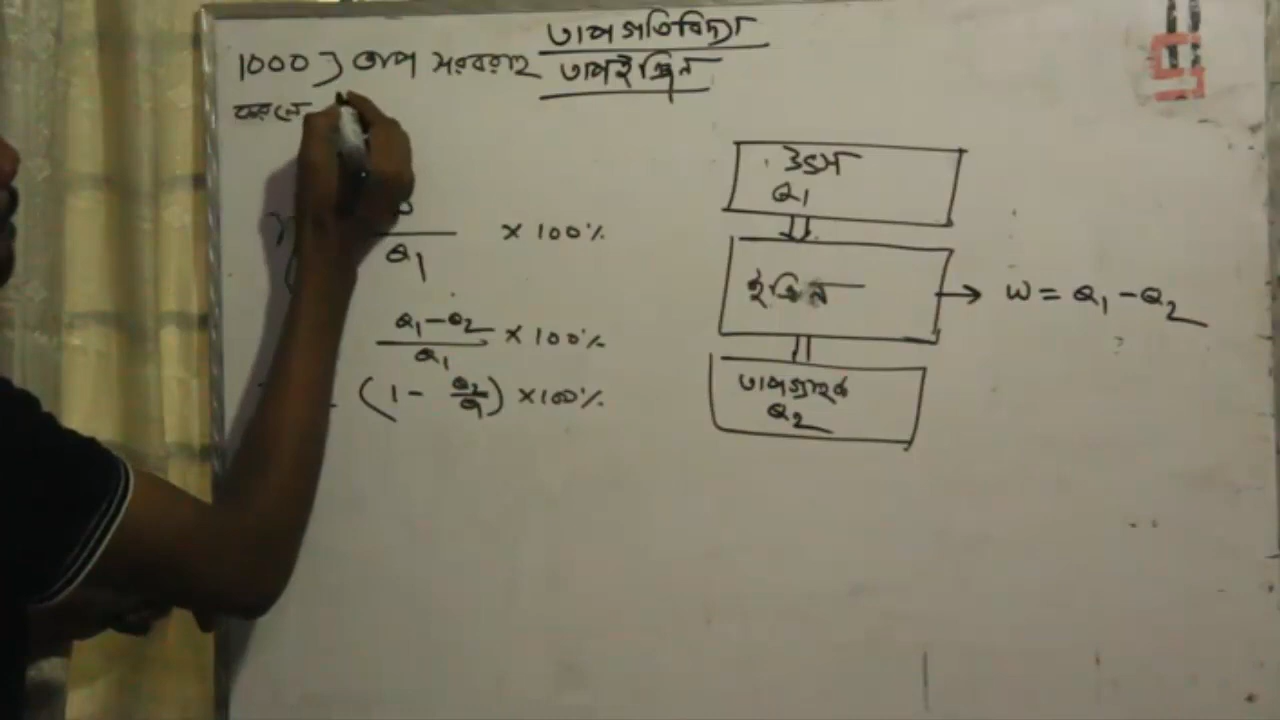 তাপগতিবিদ্যা
তাপইঞ্জিন
1000 J তাপ সরবরাহ
করলে
Q1 × 100%
Q1-Q2 / Q1 × 100%
(1 - Q2/Q1) × 100%
উৎস
Q1
ইঞ্জিন
→ W = Q1 - Q2
তাপগ্রাহক
Q2